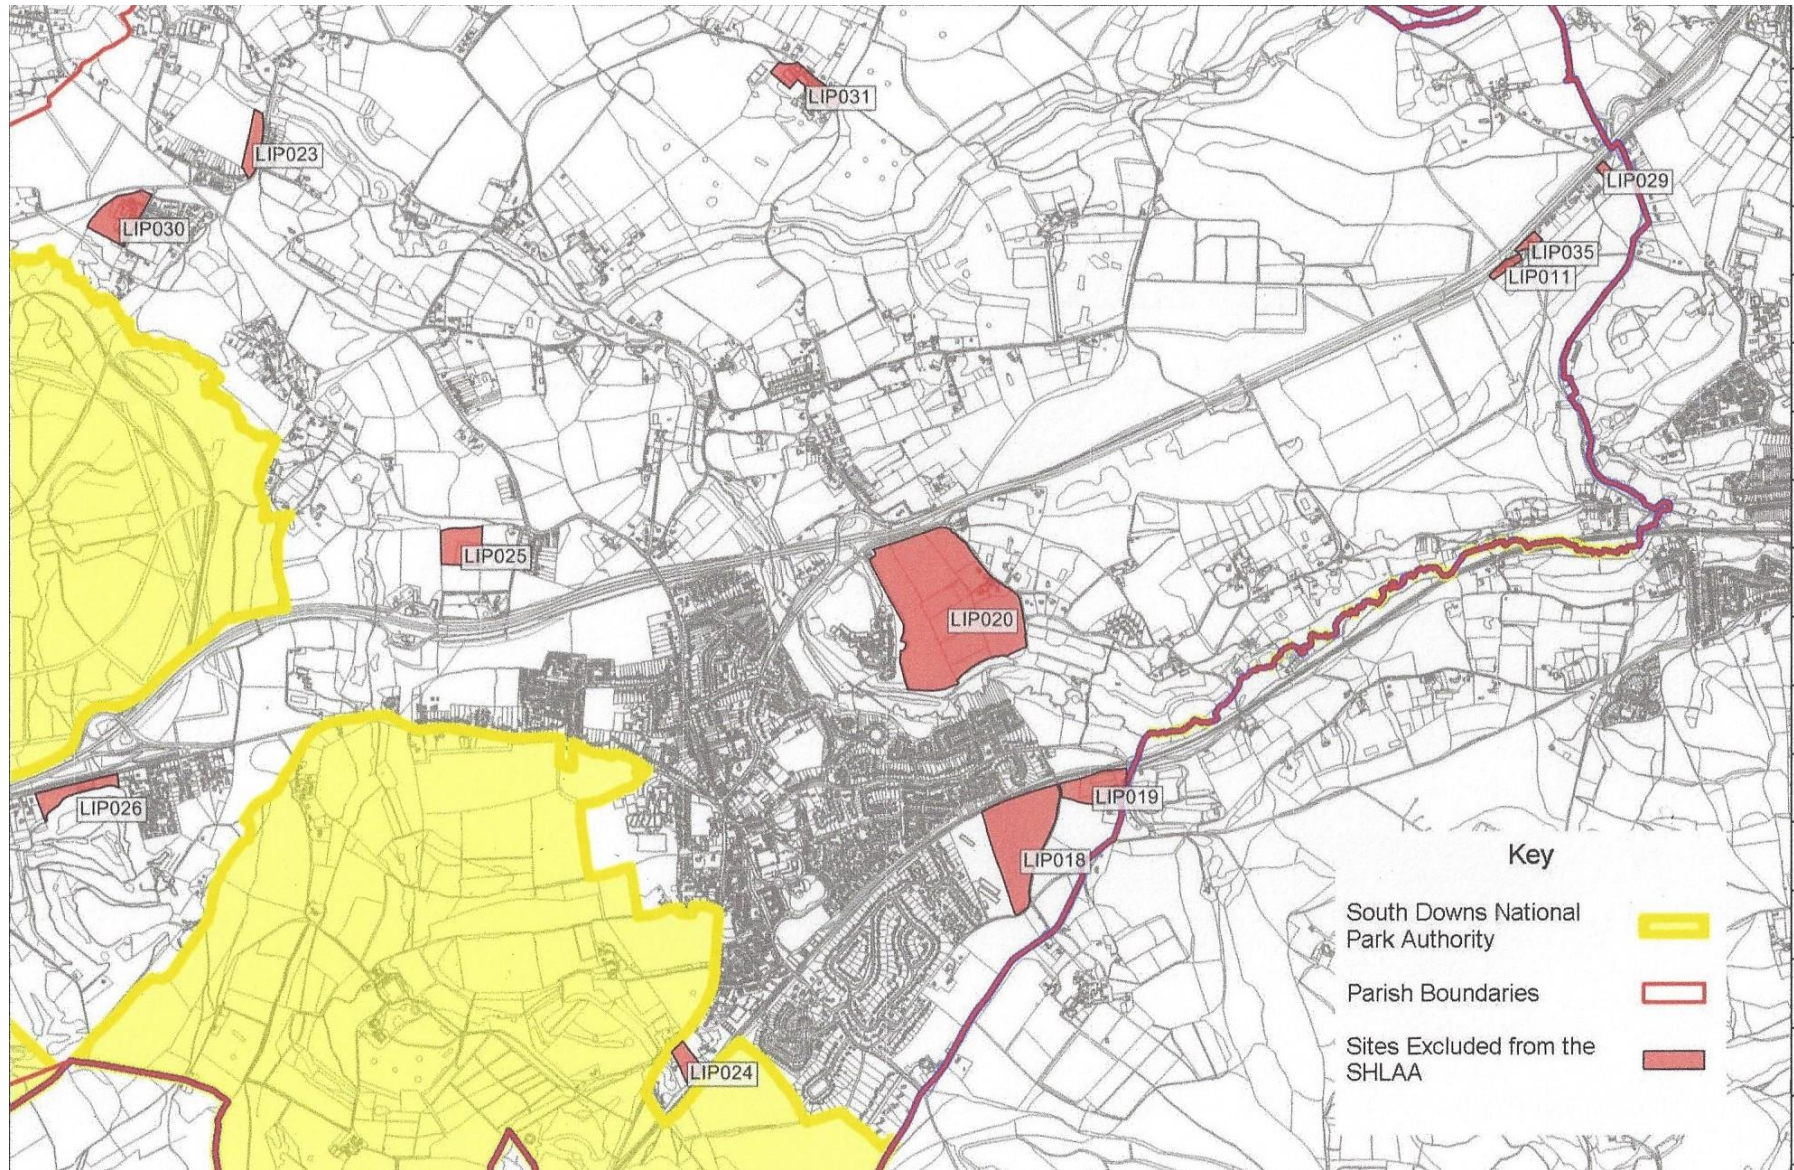 LIP031
LIP023
LIP029
LIP030
LIP035
LIP011
LIP025
LIP020
LIP026
LIP019
LIP018
LIP024
Key
South Downs National
Park Authority
Parish Boundaries
Sites Excluded from the
SHLAA